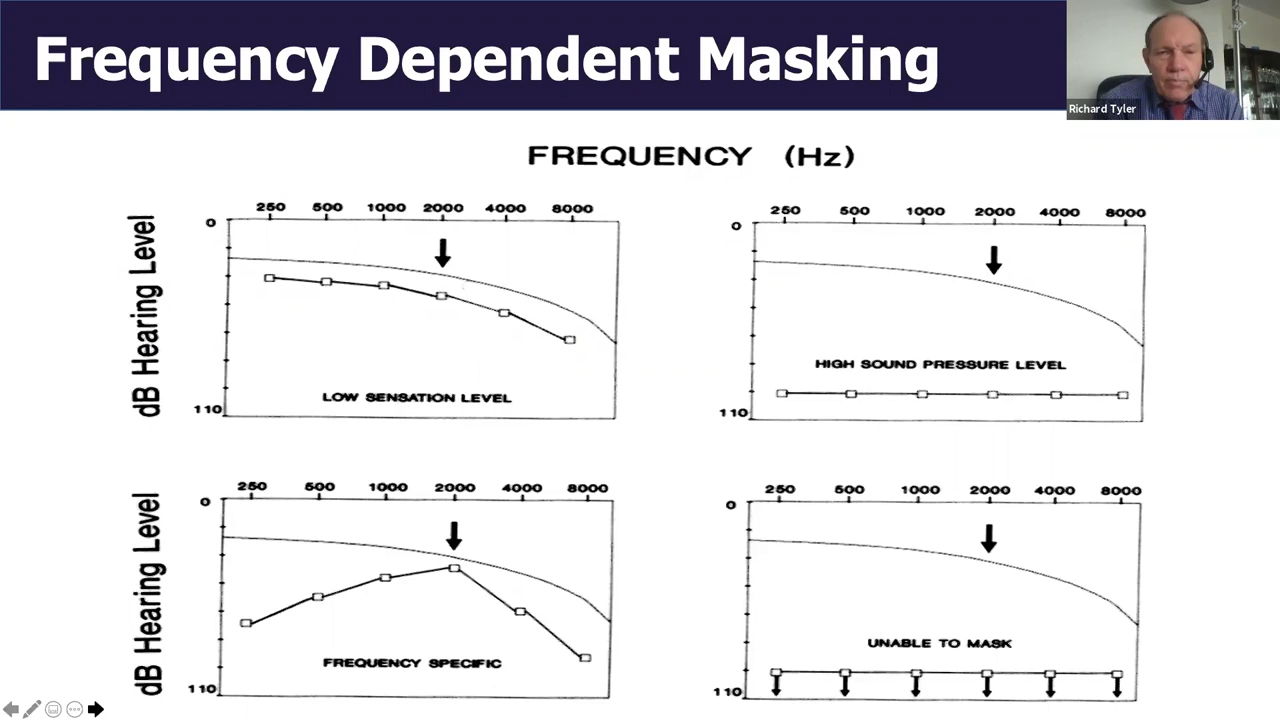 Frequency Dependent Masking
Richard Tyler
FREQUENCY (Hz)
250 500 1000 2000 4000 8000
0
dB Hearing Level
LOW SENSATION LEVEL
110
250 500 1000 2000 4000 8000
0
HIGH SOUND PRESSURE LEVEL
110
250 500 1000 2000 4000 8000
0
dB Hearing Level
FREQUENCY SPECIFIC
110
250 500 1000 2000 4000 8000
0
UNABLE TO MASK
110